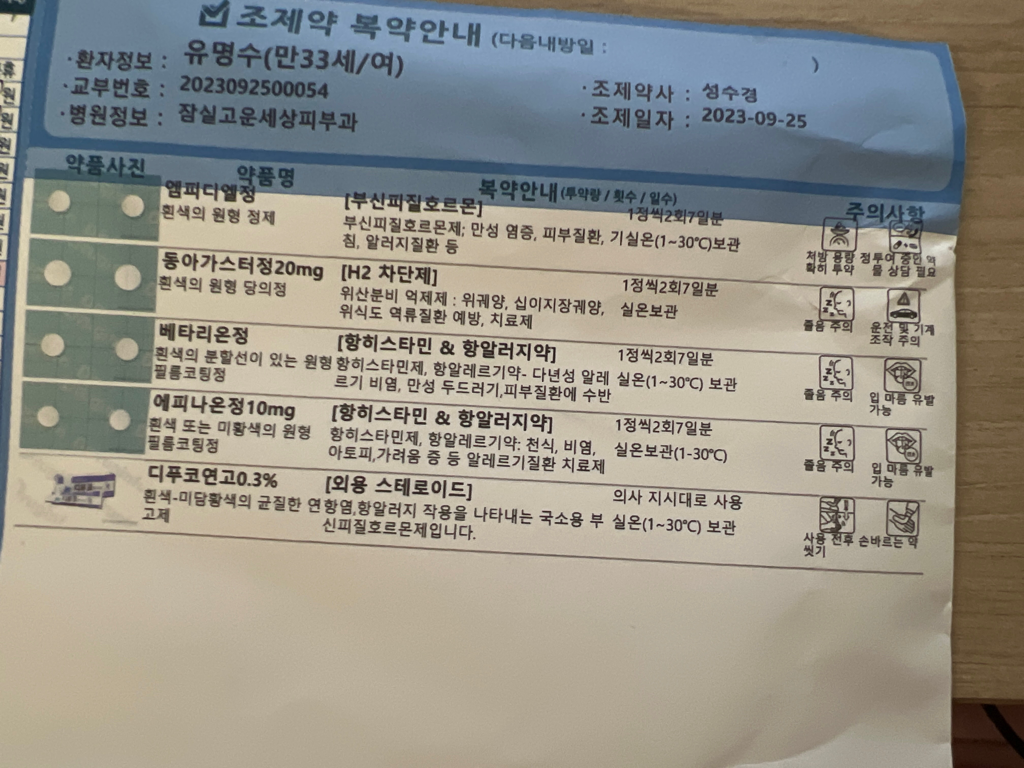 조제약 복약안내 (다음내방일 : )
·환자정보 : 유명수(만33세/여)
·교부번호 : 2023092500054
·조제약사 : 성수경
·병원정보 : 잠실고운세상피부과
·조제일자 : 2023-09-25
약품사진 약품명 복약안내(투약량 / 횟수 / 일수) 주의사항
엠피디엘정 [부신피질호르몬] 1정씩2회7일분
흰색의 원형 정제 부신피질호르몬제; 만성 염증, 피부질환, 기 실온(1~30℃)보관
침, 알러지질환 등
처방 용량 정 투여 중인 약
확히 투약 물 상담 필요
동아가스터정20mg [H2 차단제] 1정씩2회7일분
흰색의 원형 당의정 위산분비 억제제 : 위궤양, 십이지장궤양, 실온보관
위식도 역류질환 예방, 치료제
졸음 주의 운전 및 기계
조작 주의
베타리온정 [항히스타민 & 항알러지약] 1정씩2회7일분
흰색의 분할선이 있는 원형 항히스타민제, 항알레르기약- 다년성 알레 실온(1~30℃) 보관
필름코팅정 르기 비염, 만성 두드러기,피부질환에 수반
졸음 주의 입 마름 유발
가능
에피나온정10mg [항히스타민 & 항알러지약] 1정씩2회7일분
흰색 또는 미황색의 원형 항히스타민제, 항알레르기약: 천식, 비염, 실온보관(1-30℃)
필름코팅정 아토피,가려움 증 등 알레르기질환 치료제
졸음 주의 입 마름 유발
가능
디푸코연고0.3% [외용 스테로이드] 의사 지시대로 사용
흰색-미담황색의 균질한 연 항염,항알러지 작용을 나타내는 국소용 부 실온(1~30℃) 보관
고제 신피질호르몬제입니다.
사용 전후 손 바르는 약
씻기